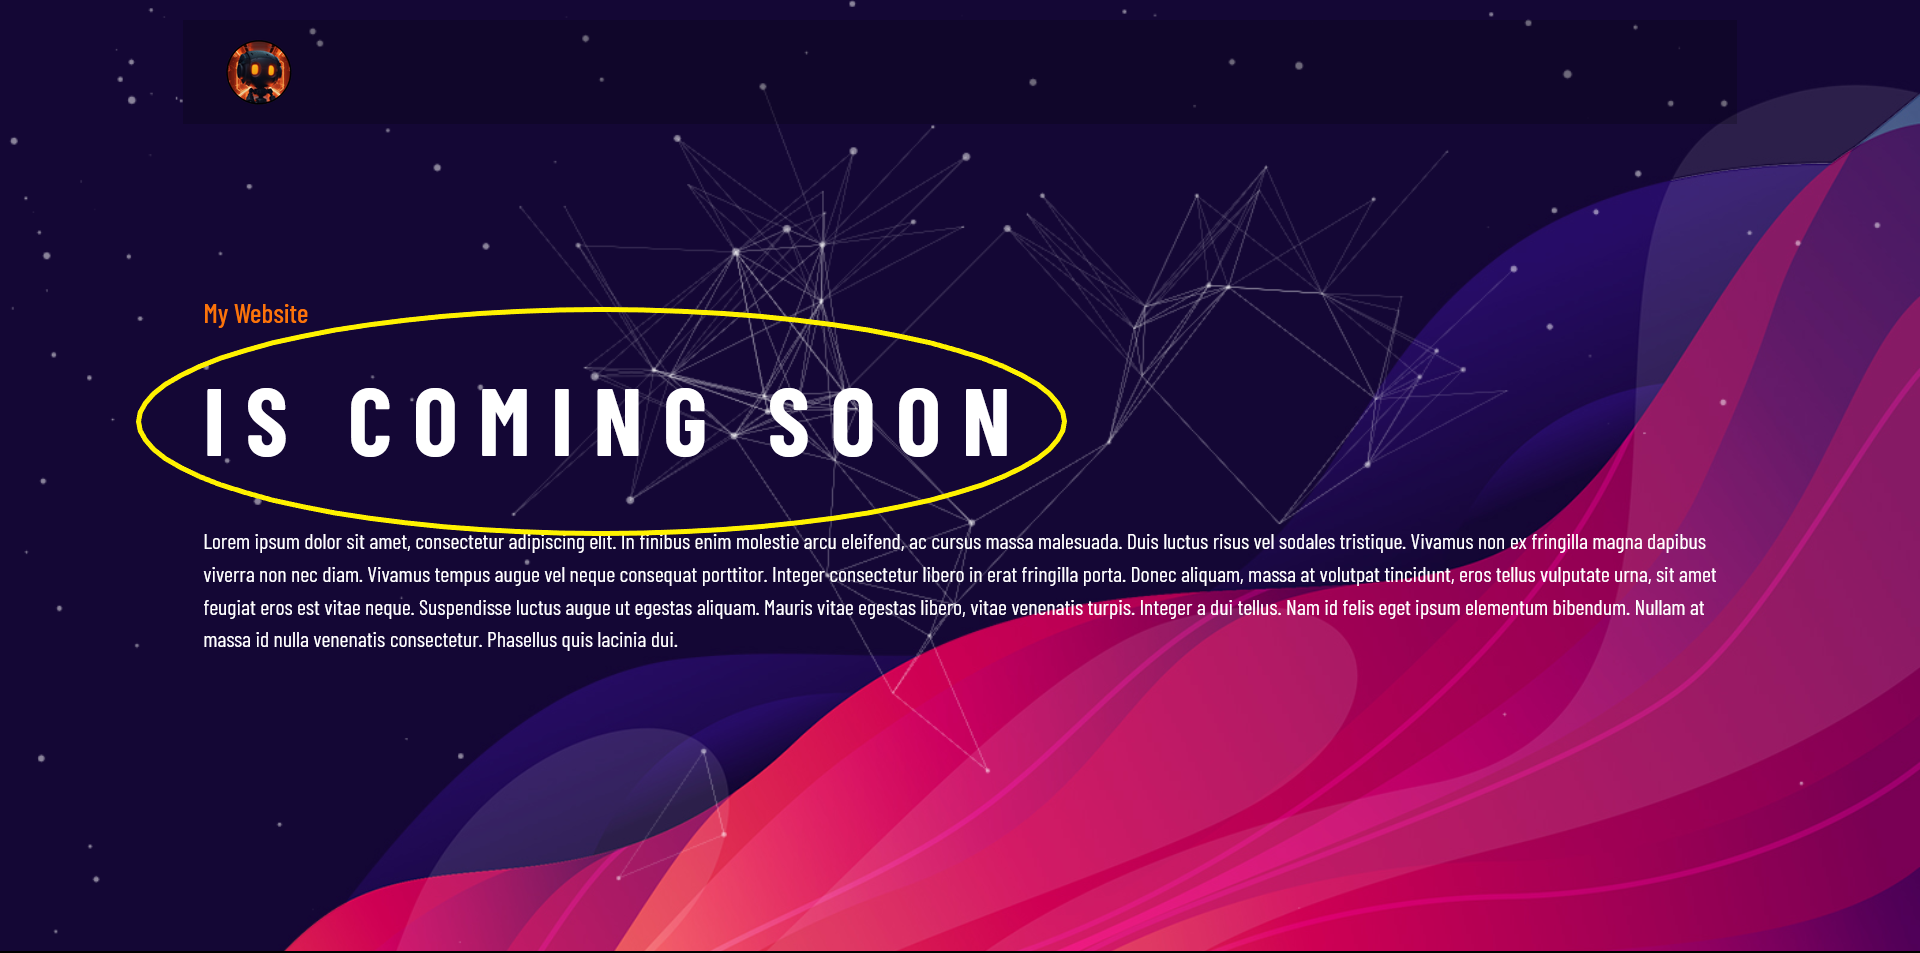 My Website
IS COMING SOON
Lorem ipsum dolor sit amet, consectetur adipiscing elit. In finibus enim molestie arcu eleifend, ac cursus massa malesuada. Duis luctus risus vel sodales tristique. Vivamus non ex fringilla magna dapibus
viverra non nec diam. Vivamus tempus augue vel neque consequat porttitor. Integer consectetur libero in erat fringilla porta. Donec aliquam, massa at volutpat tincidunt, eros tellus vulputate urna, sit amet
feugiat eros est vitae neque. Suspendisse luctus augue ut egestas aliquam. Mauris vitae egestas libero, vitae venenatis turpis. Integer a dui tellus. Nam id felis eget ipsum elementum bibendum. Nullam at
massa id nulla venenatis consectetur. Phasellus quis lacinia dui.